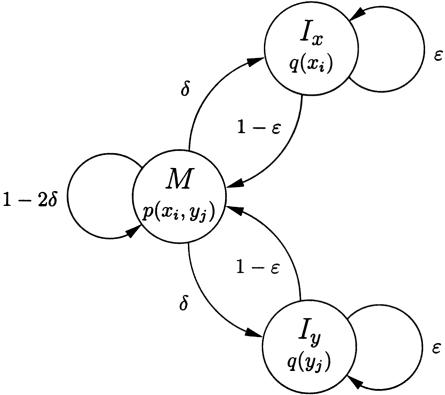 I_x
q(x_i)
ε
δ
1 − ε
M
p(x_i, y_j)
1 − 2δ
1 − ε
δ
I_y
q(y_j)
ε